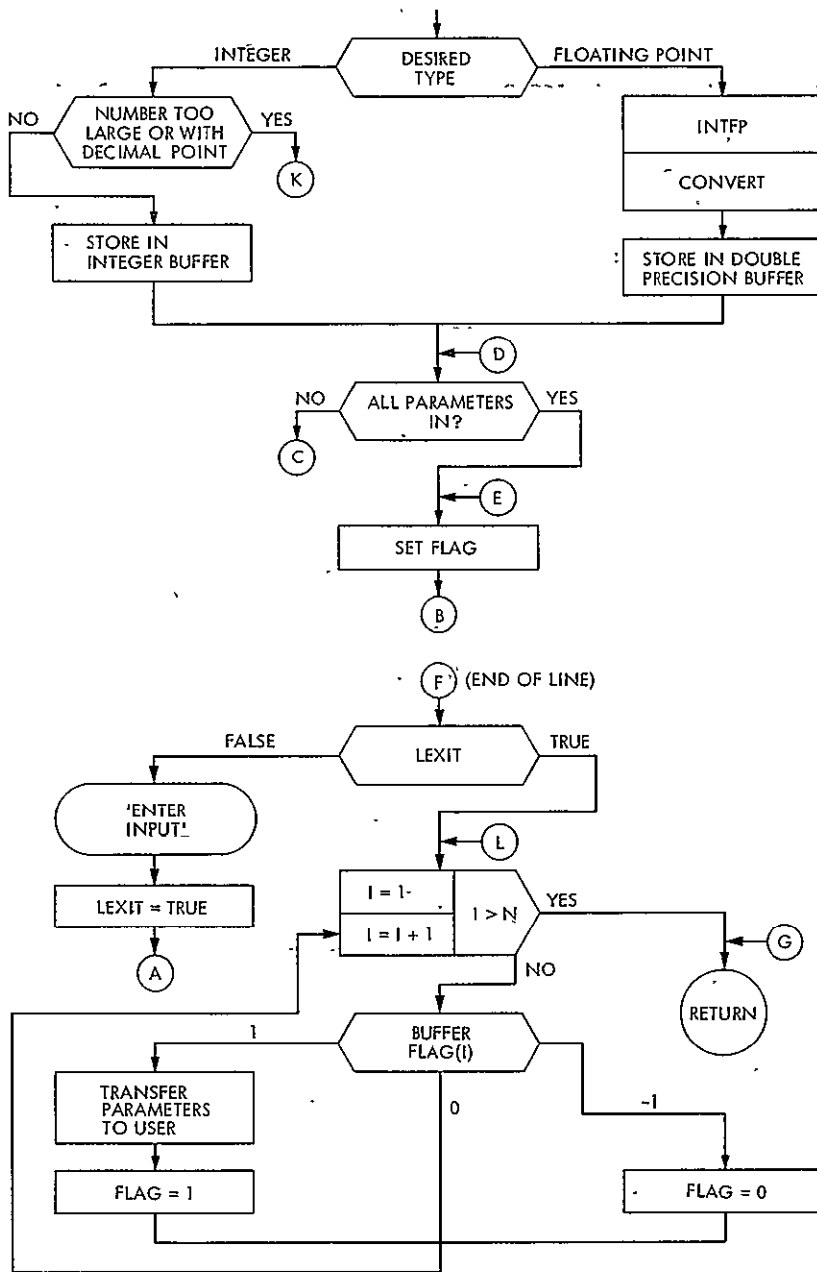 INTEGER
DESIRED
TYPE
FLOATING POINT
NO
NUMBER TOO
LARGE OR WITH
DECIMAL POINT
YES
K
INTFP
CONVERT
STORE IN
INTEGER BUFFER
STORE IN DOUBLE
PRECISION BUFFER
D
NO
ALL PARAMETERS
IN?
YES
C
E
SET FLAG
B
F (END OF LINE)
FALSE
LEXIT
TRUE
'ENTER
INPUT'
L
LEXIT = TRUE
I = 1
I = I + 1
I > N
YES
G
A
NO
RETURN
1
BUFFER
FLAG(I)
TRANSFER
PARAMETERS
TO USER
0
-1
FLAG = 1
FLAG = 0